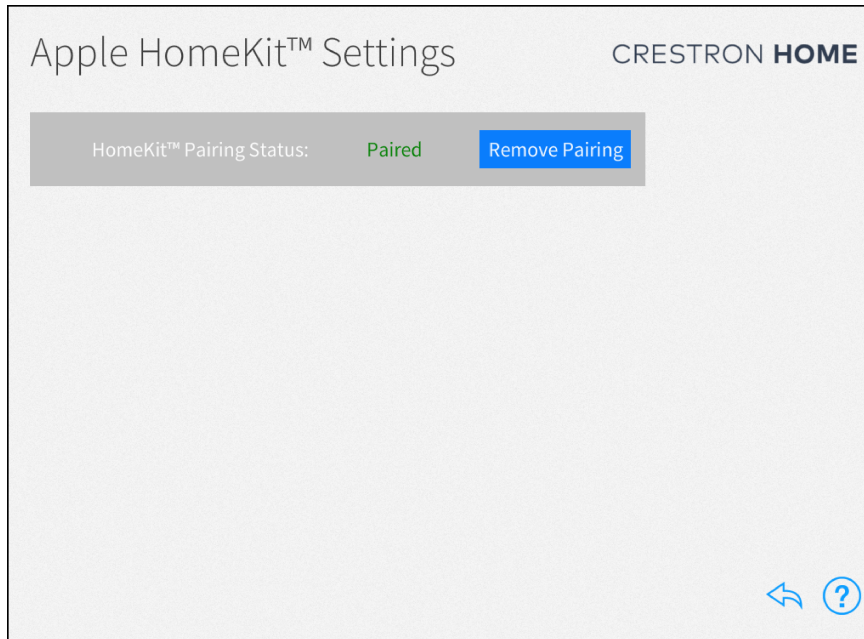 Apple HomeKit™ Settings
CRESTRON HOME
HomeKit™ Pairing Status: Paired Remove Pairing
?